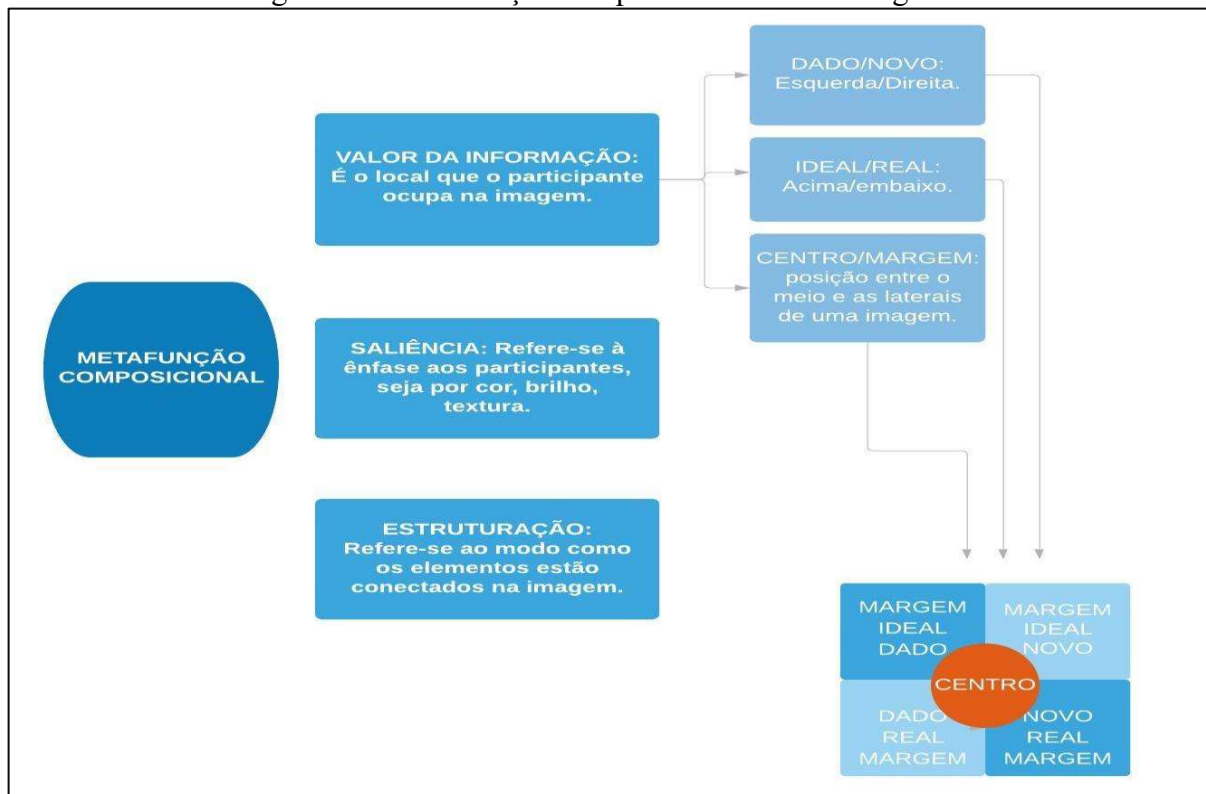 METAFUNÇÃO
COMPOSICIONAL
VALOR DA INFORMAÇÃO:
É o local que o participante
ocupa na imagem.
SALIÊNCIA: Refere-se à
ênfase aos participantes,
seja por cor, brilho,
textura.
ESTRUTURAÇÃO:
Refere-se ao modo como
os elementos estão
conectados na imagem.
DADO/NOVO:
Esquerda/Direita.
IDEAL/REAL:
Acima/embaixo.
CENTRO/MARGEM:
posição entre o
meio e as laterais
de uma imagem.
MARGEM
IDEAL
DADO
MARGEM
IDEAL
NOVO
CENTRO
DADO
REAL
MARGEM
NOVO
REAL
MARGEM